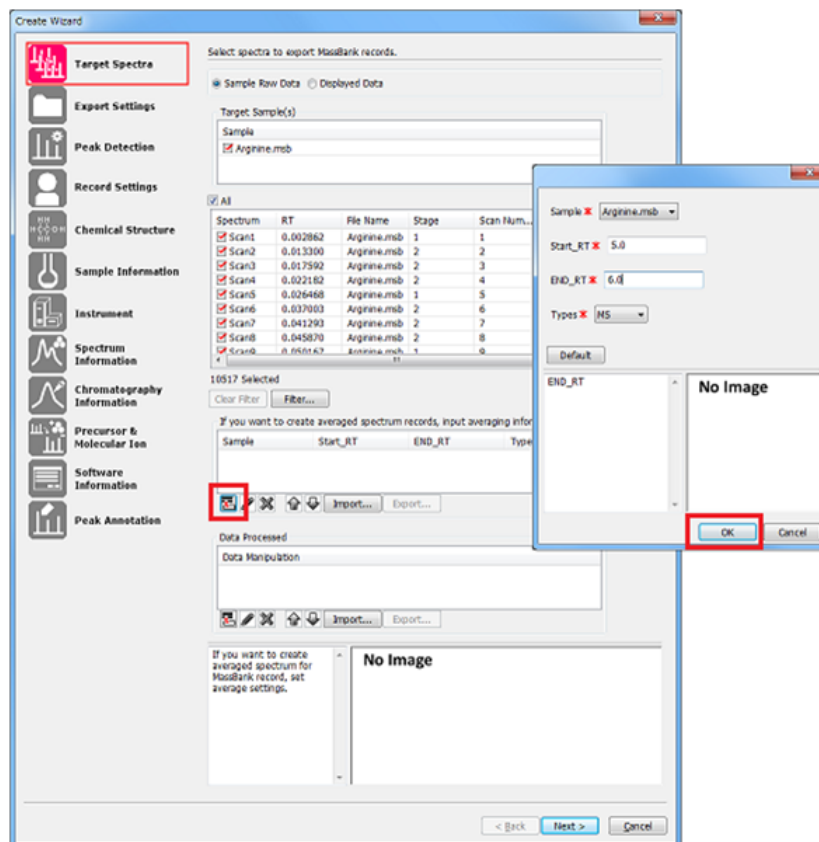 Create Wizard
Target Spectra
Export Settings
Peak Detection
Record Settings
Chemical Structure
Sample Information
Instrument
Spectrum
Information
Chromatography
Information
Precursor &
Molecular Ion
Software
Information
Peak Annotation
Select spectra to export MassBank records.
Sample Raw Data Displayed Data
Target Sample(s)
Sample
Arginine.msb
All
Spectrum RT File Name Stage Scan Num...
Scan1 0.002862 Arginine.msb 1 1
Scan2 0.013300 Arginine.msb 2 2
Scan3 0.017592 Arginine.msb 2 3
Scan4 0.022182 Arginine.msb 2 4
Scan5 0.026468 Arginine.msb 1 5
Scan6 0.037003 Arginine.msb 2 6
Scan7 0.041293 Arginine.msb 2 7
Scan8 0.045870 Arginine.msb 2 8
Scan9 0.050167 Arginine.msb 1 9
10517 Selected
Clear Filter Filter...
If you want to create averaged spectrum records, input averaging infor
Sample Start_RT END_RT Type
Import... Export...
Data Processed
Data Manipulation
Import... Export...
If you want to create
averaged spectrum for
MassBank record, set
average settings.
No Image
< Back Next > Cancel
Sample Arginine.msb
Start_RT 5.0
END_RT 6.0
Types MS
Default
END_RT
No Image
OK Cancel